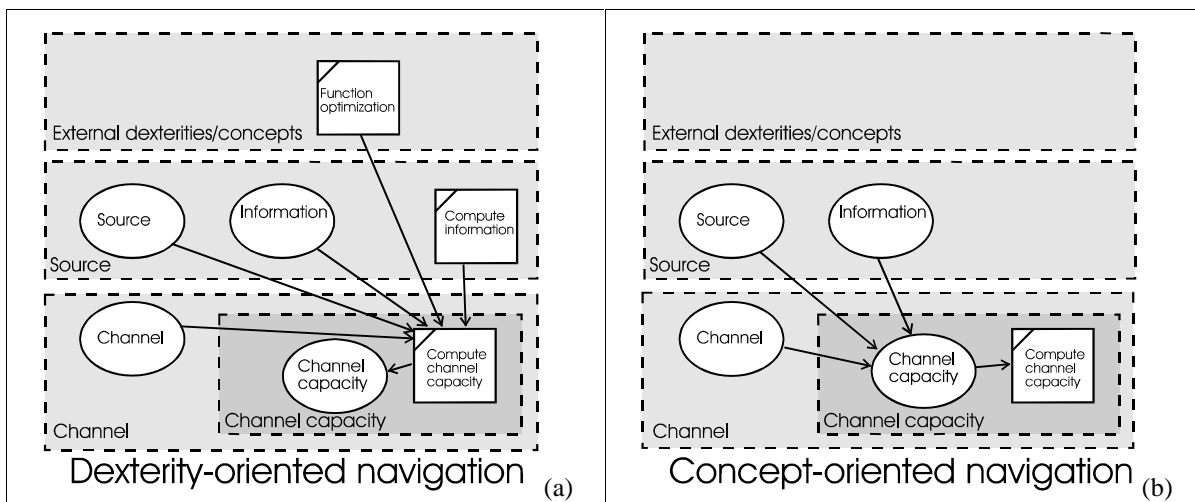 Function
optimization
External dexterities/concepts
Source
Information
Compute
information
Source
Channel
Channel
capacity
Compute
channel
capacity
Channel capacity
Channel
Dexterity-oriented navigation
(a)
External dexterities/concepts
Source
Information
Source
Channel
Channel
capacity
Compute
channel
capacity
Channel capacity
Channel
Concept-oriented navigation
(b)